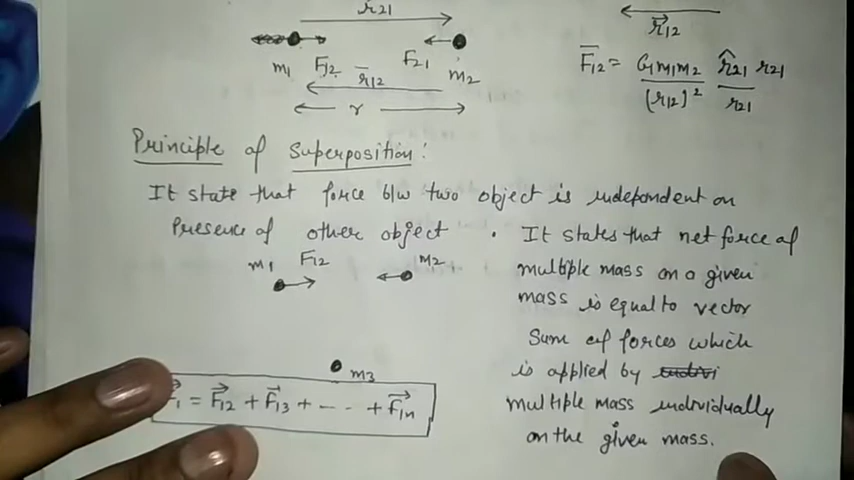 r21
m1 F12 F21 m2
r12
r
r12
F12 = Gm1m2 / (r12)² r̂21 r21 / r21
Principle of Superposition:
It state that force b/w two object is independent on
Presence of other object .
m1 F12 m2
m3
F1 = F12 + F13 + - - - + F1n
It states that net force of
multiple mass on a given
mass is equal to vector
Sum of forces which
is applied by
multiple mass individually
on the given mass.